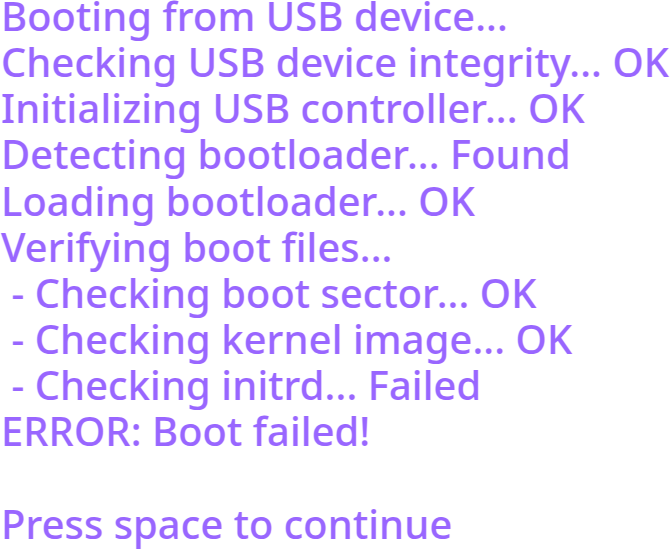 Booting from USB device...
Checking USB device integrity... OK
Initializing USB controller... OK
Detecting bootloader... Found
Loading bootloader... OK
Verifying boot files...
- Checking boot sector... OK
- Checking kernel image... OK
- Checking initrd... Failed
ERROR: Boot failed!

Press space to continue